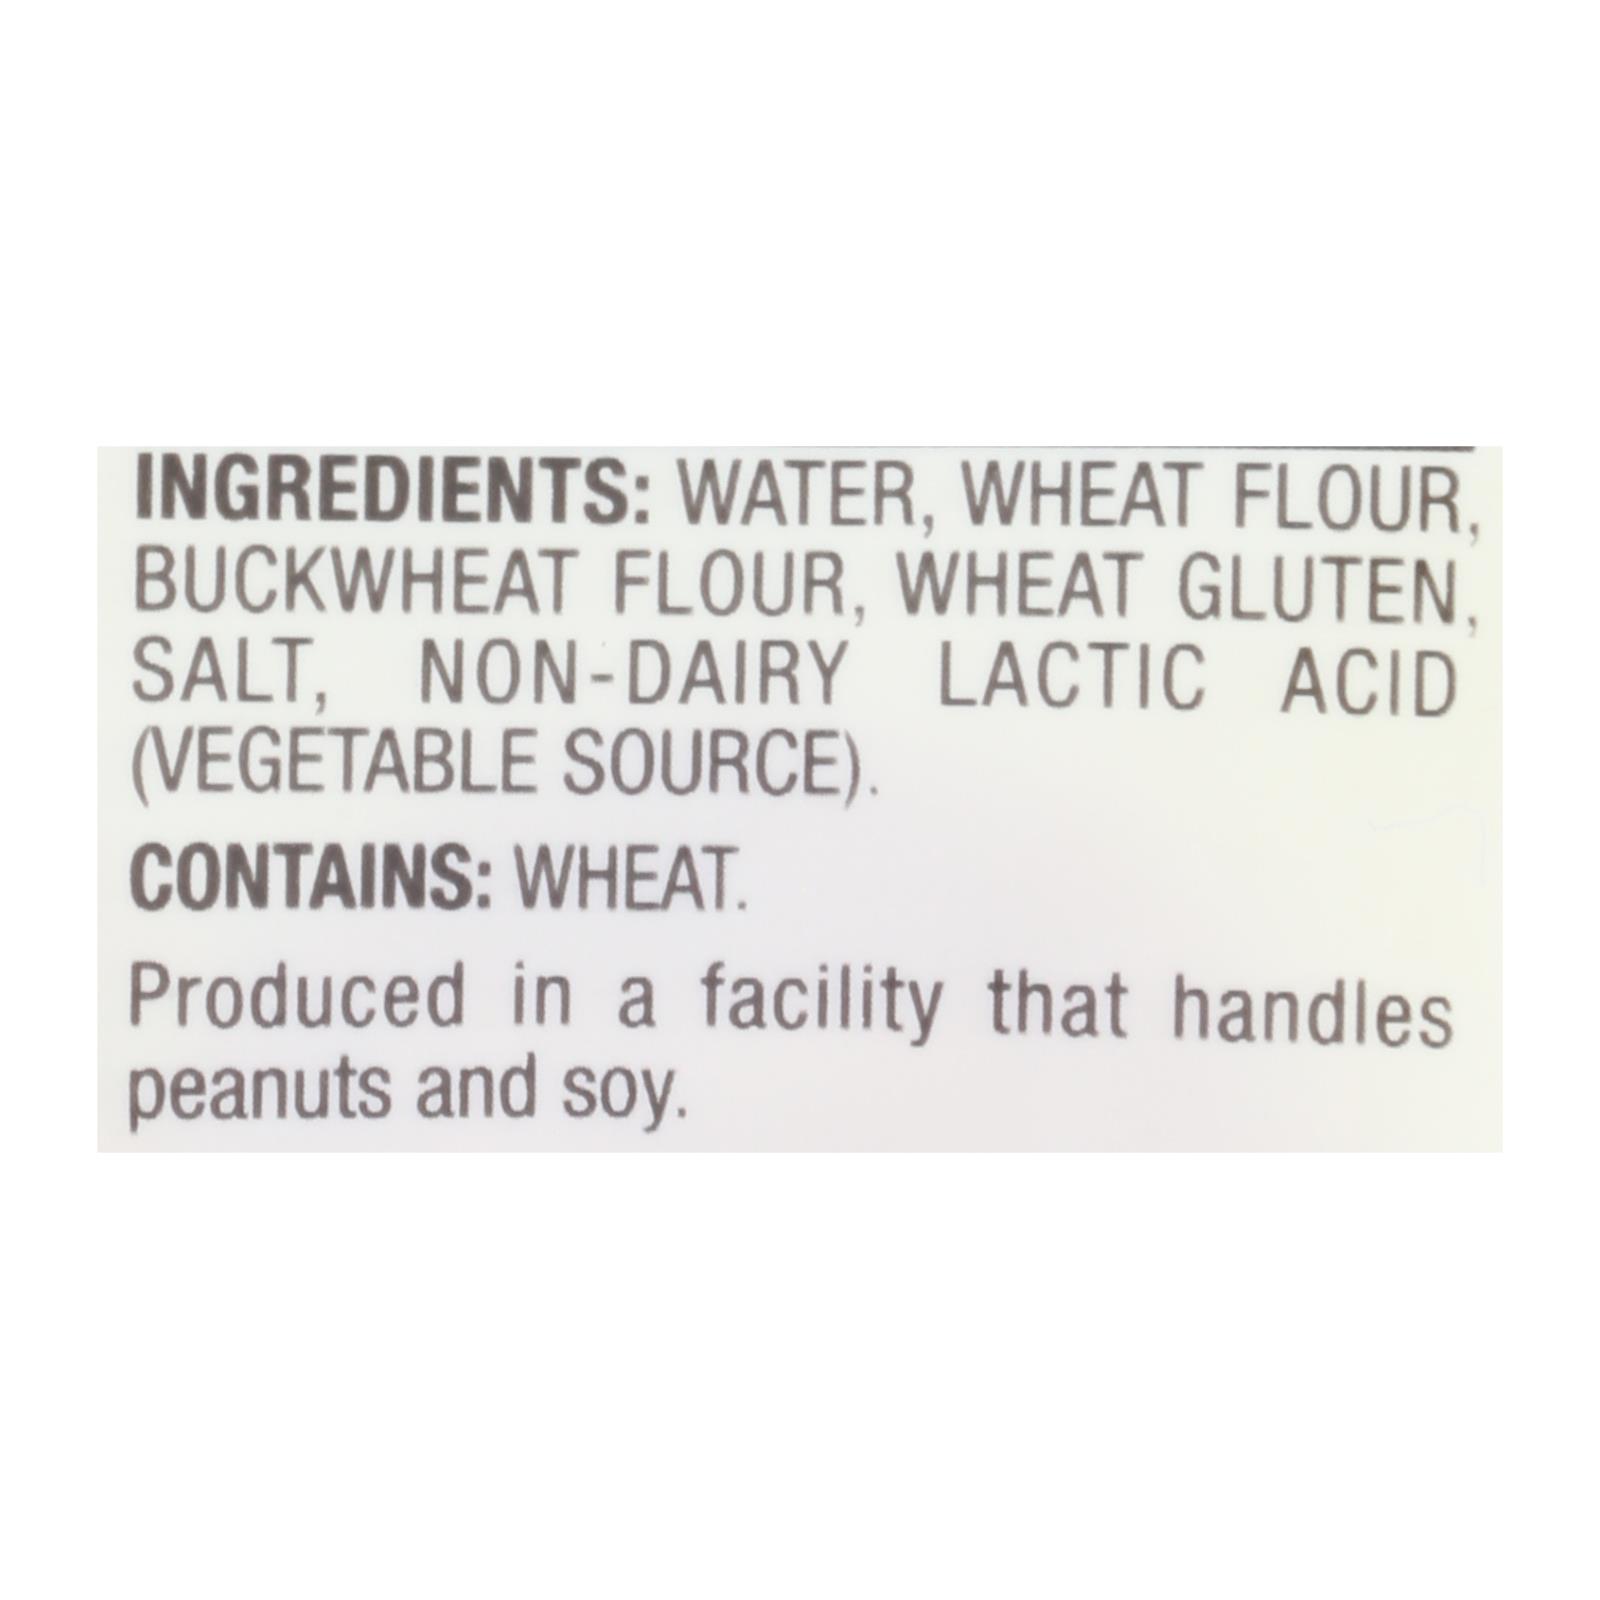 INGREDIENTS: WATER, WHEAT FLOUR,
BUCKWHEAT FLOUR, WHEAT GLUTEN,
SALT, NON-DAIRY LACTIC ACID
(VEGETABLE SOURCE).
CONTAINS: WHEAT.
Produced in a facility that handles
peanuts and soy.